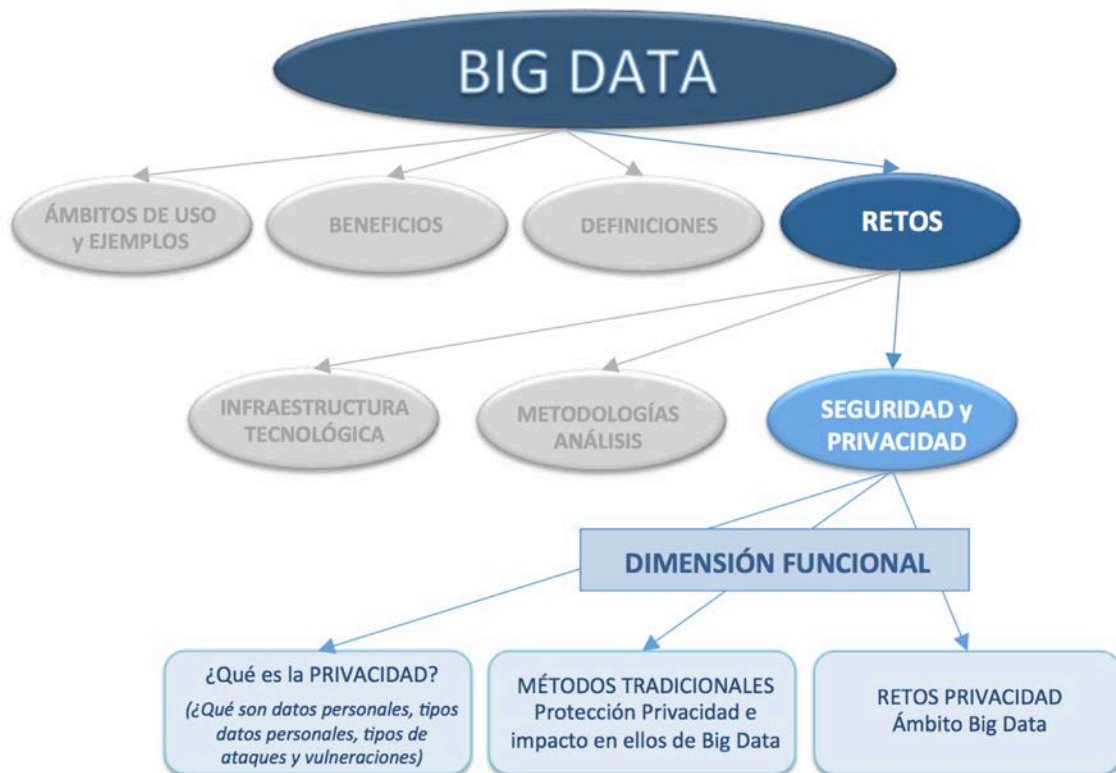 BIG DATA
ÁMBITOS DE USO
y EJEMPLOS
BENEFICIOS
DEFINICIONES
RETOS
INFRAESTRUCTURA
TECNOLÓGICA
METODOLOGÍAS
ANÁLISIS
SEGURIDAD y
PRIVACIDAD
DIMENSIÓN FUNCIONAL
¿Qué es la PRIVACIDAD?
(¿Qué son datos personales, tipos
datos personales, tipos de
ataques y vulneraciones)
MÉTODOS TRADICIONALES
Protección Privacidad e
impacto en ellos de Big Data
RETOS PRIVACIDAD
Ámbito Big Data